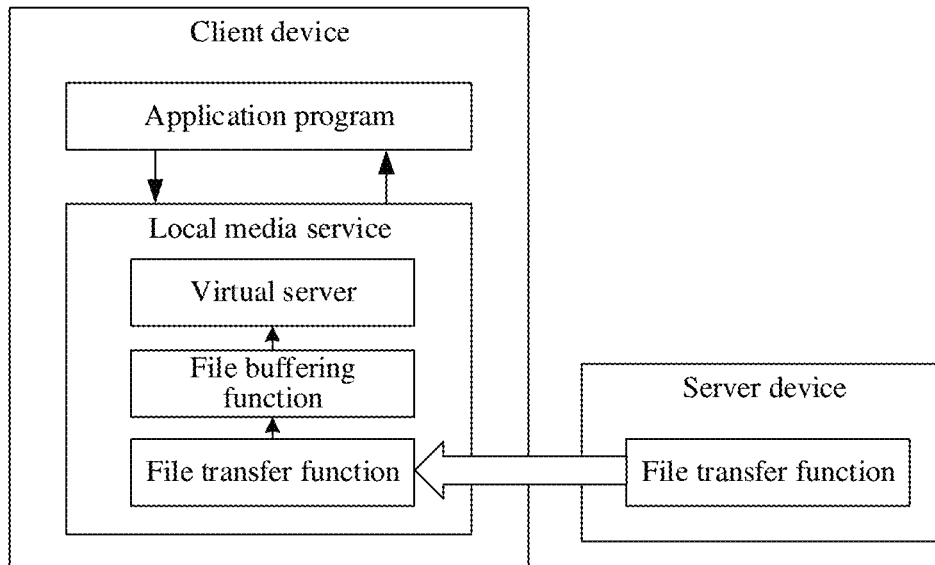 Client device
Application program
Local media service
Virtual server
File buffering
function
File transfer function
Server device
File transfer function